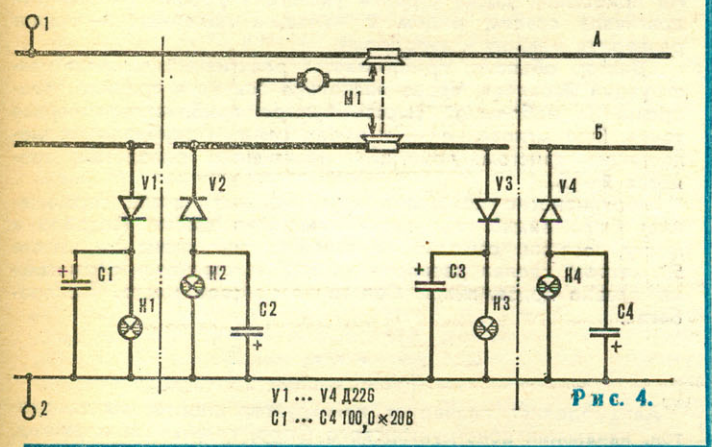 1
А
М1
Б
V1
V2
V3
V4
+
C1
H2
C2
+
+
C3
H3
H4
C4
+
H1
2
V1 ... V4 Д226
C1 ... C4 100,0×20В
Рис. 4.